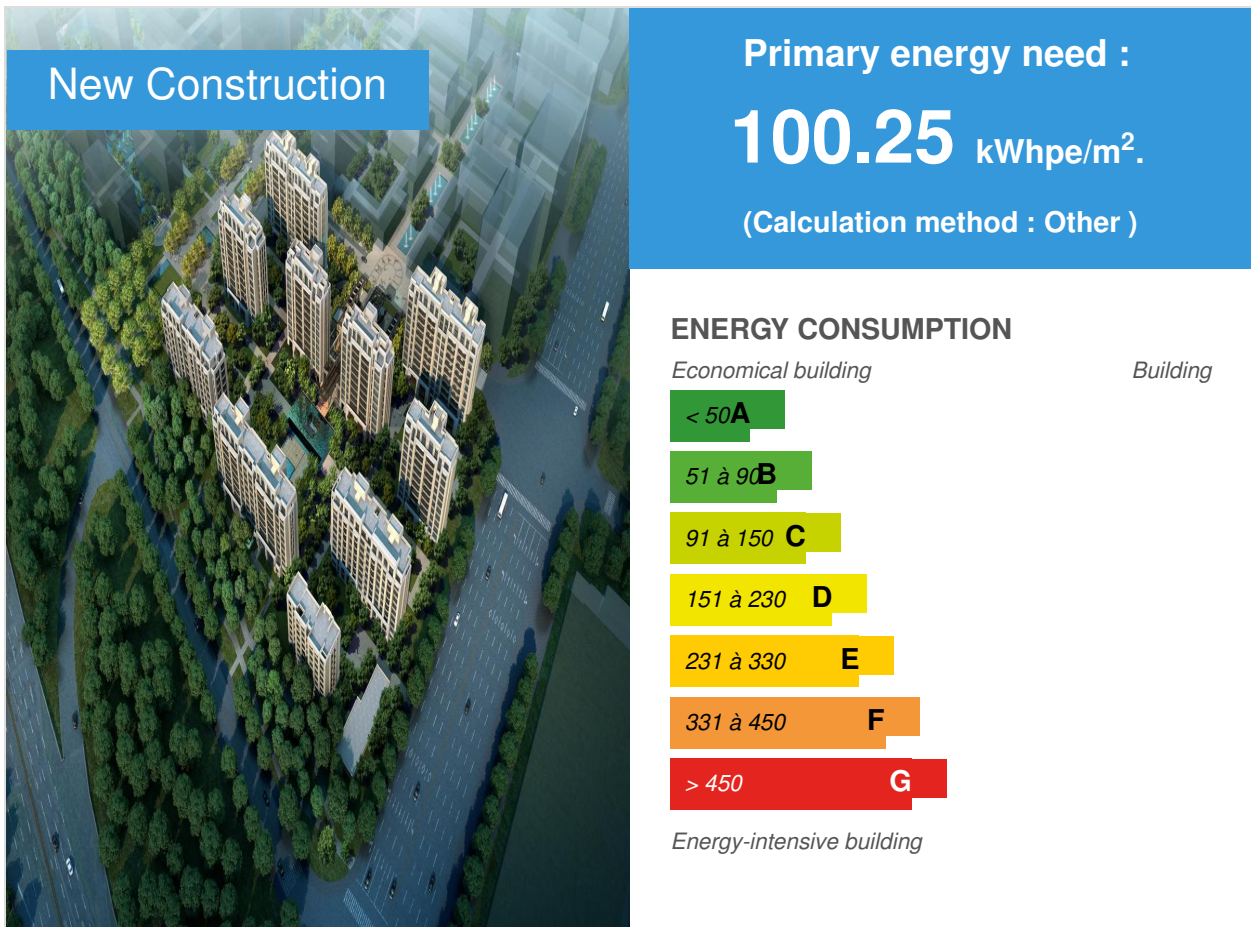 New Construction
Primary energy need :
100.25 kWhpe/m².
(Calculation method : Other )
ENERGY CONSUMPTION
Economical building Building
< 50 A
51 à 90 B
91 à 150 C
151 à 230 D
231 à 330 E
331 à 450 F
> 450 G
Energy-intensive building